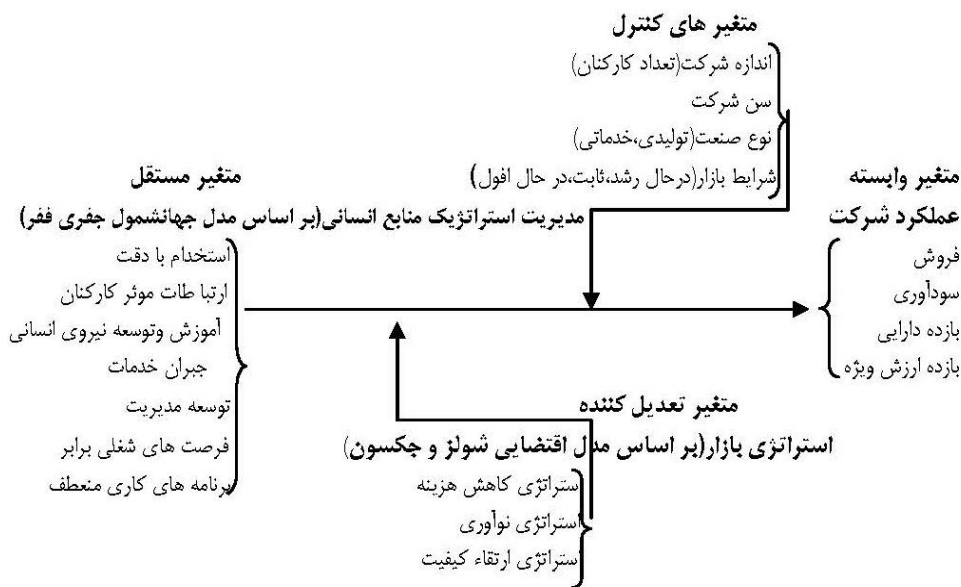 متغیر های کنترل
اندازه شرکت(تعداد کارکنان)
سن شرکت
نوع صنعت(تولیدی،خدماتی)
شرایط بازار(درحال رشد،ثابت،در حال افول)
متغیر وابسته
عملکرد شرکت
فروش
سودآوری
بازده دارایی
بازده ارزش ویژه
متغیر مستقل
مدیریت استراتژیک منابع انسانی(بر اساس مدل جهانشمول جفری ففر)
استخدام با دقت
ارتبا طات موثر کارکنان
آموزش وتوسعه نیروی انسانی
جبران خدمات
توسعه مدیریت
فرصت های شغلی برابر
برنامه های کاری منعطف
متغیر تعدیل کننده
استراتژی بازار(بر اساس مدل اقتضایی شولز و جکسون)
ستراتژی کاهش هزینه
استراتژی نوآوری
استراتژی ارتقاء کیفیت